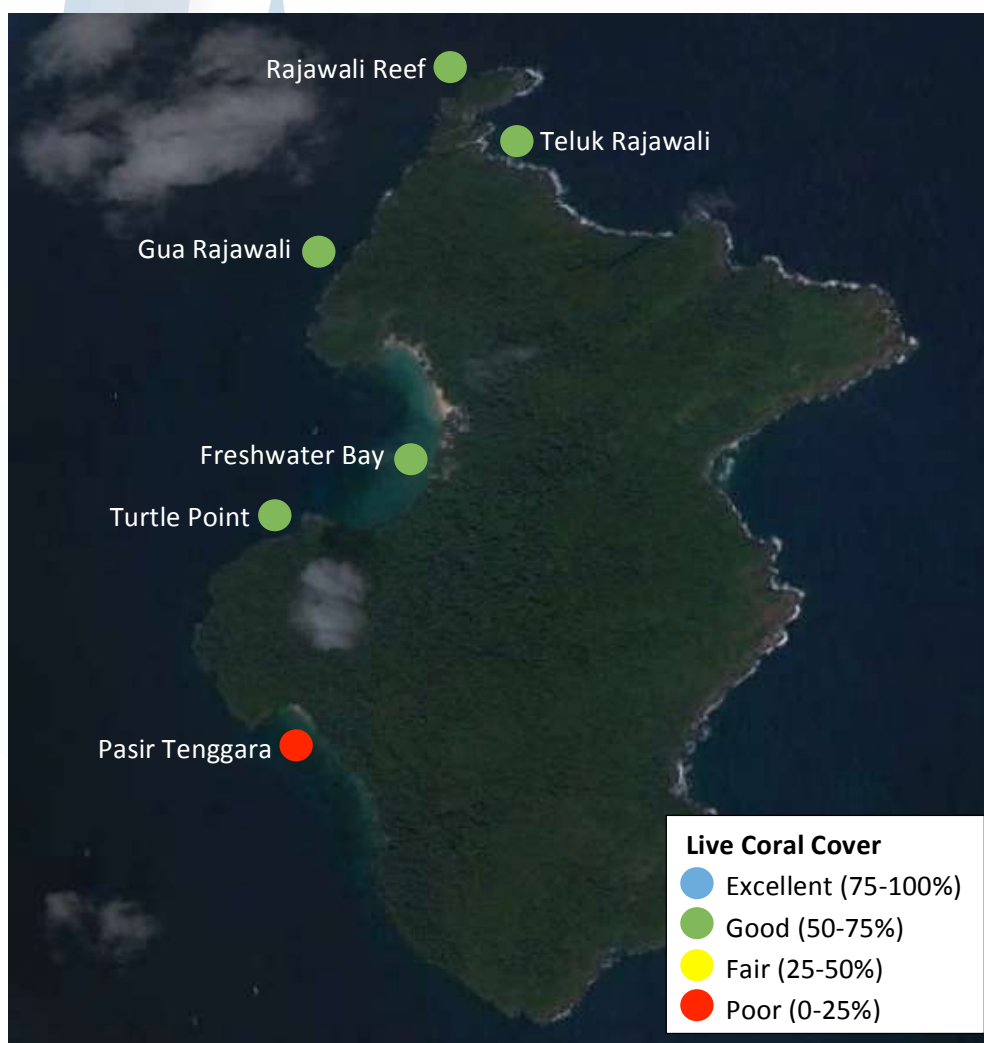 Rajawali Reef
Teluk Rajawali
Gua Rajawali
Freshwater Bay
Turtle Point
Pasir Tenggara
Live Coral Cover
Excellent (75-100%)
Good (50-75%)
Fair (25-50%)
Poor (0-25%)